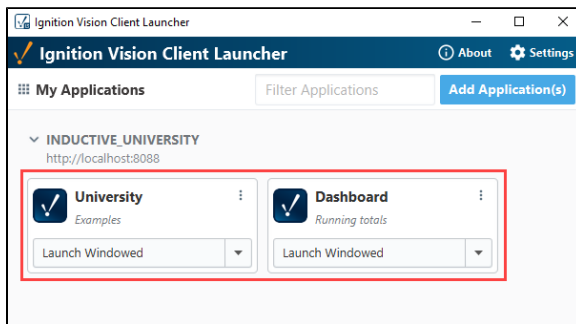 Ignition Vision Client Launcher
Ignition Vision Client Launcher
About
Settings
My Applications
Filter Applications
Add Application(s)
INDUCTIVE_UNIVERSITY
http://localhost:8088
University
Examples
Launch Windowed
Dashboard
Running totals
Launch Windowed